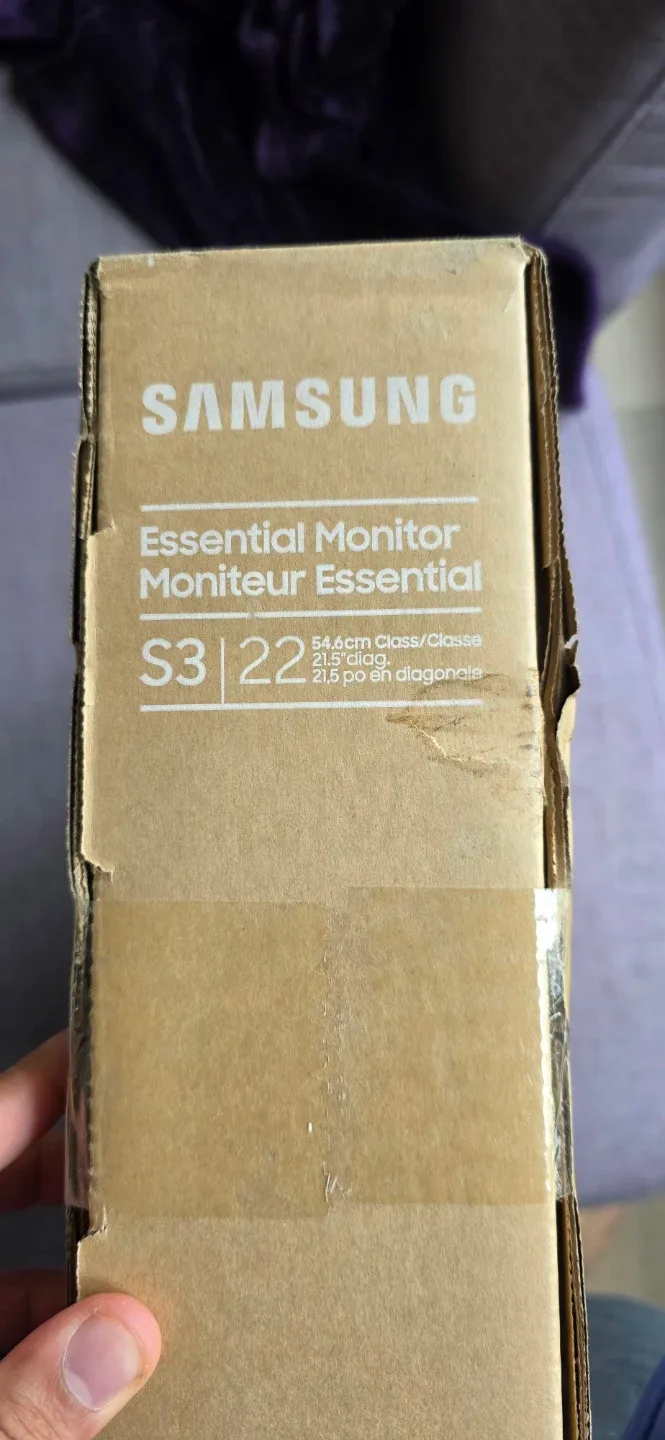 SAMSUNG
Essential Monitor
Moniteur Essential
S3 | 22
54.6cm Class/Classe
21.5"diag.
21,5 po en diagonale